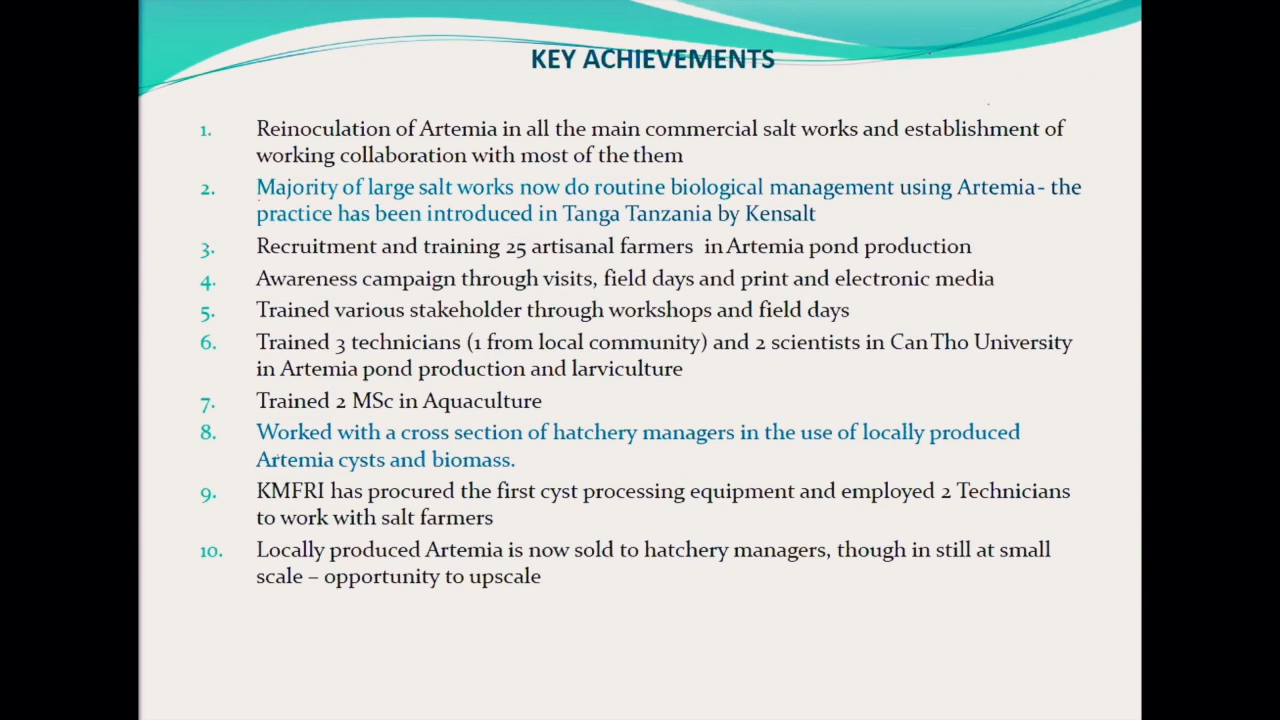 KEY ACHIEVEMENTS
1. Reinoculation of Artemia in all the main commercial salt works and establishment of
working collaboration with most of the them
2. Majority of large salt works now do routine biological management using Artemia- the
practice has been introduced in Tanga Tanzania by Kensalt
3. Recruitment and training 25 artisanal farmers in Artemia pond production
4. Awareness campaign through visits, field days and print and electronic media
5. Trained various stakeholder through workshops and field days
6. Trained 3 technicians (1 from local community) and 2 scientists in Can Tho University
in Artemia pond production and larviculture
7. Trained 2 MSc in Aquaculture
8. Worked with a cross section of hatchery managers in the use of locally produced
Artemia cysts and biomass.
9. KMFRI has procured the first cyst processing equipment and employed 2 Technicians
to work with salt farmers
10. Locally produced Artemia is now sold to hatchery managers, though in still at small
scale – opportunity to upscale